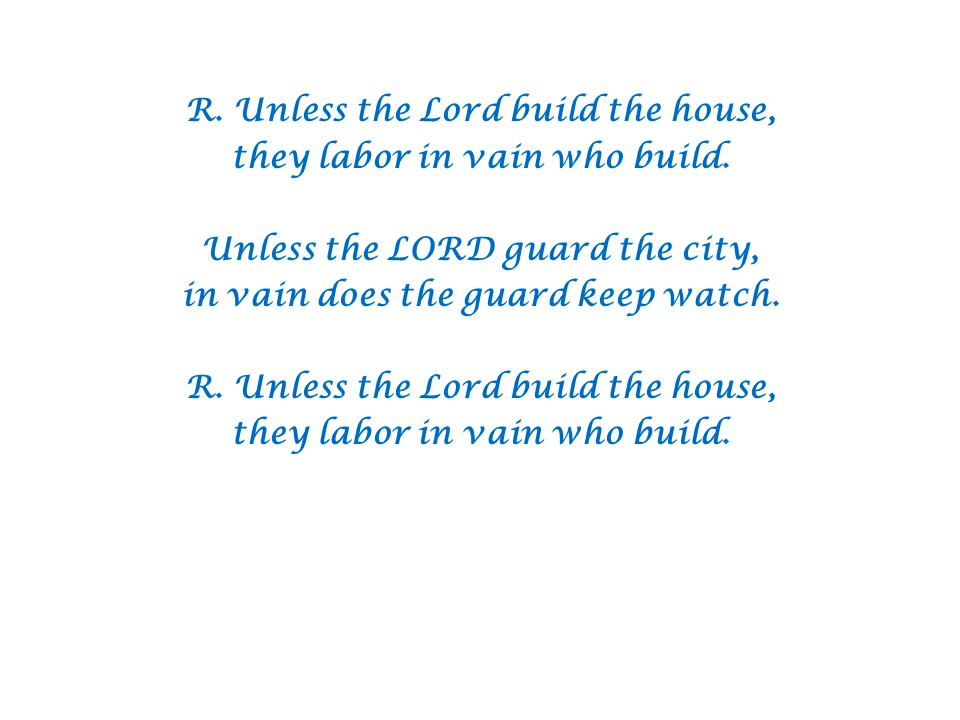 R. Unless the Lord build the house,
they labor in vain who build.
Unless the LORD guard the city,
in vain does the guard keep watch.
R. Unless the Lord build the house,
they labor in vain who build.